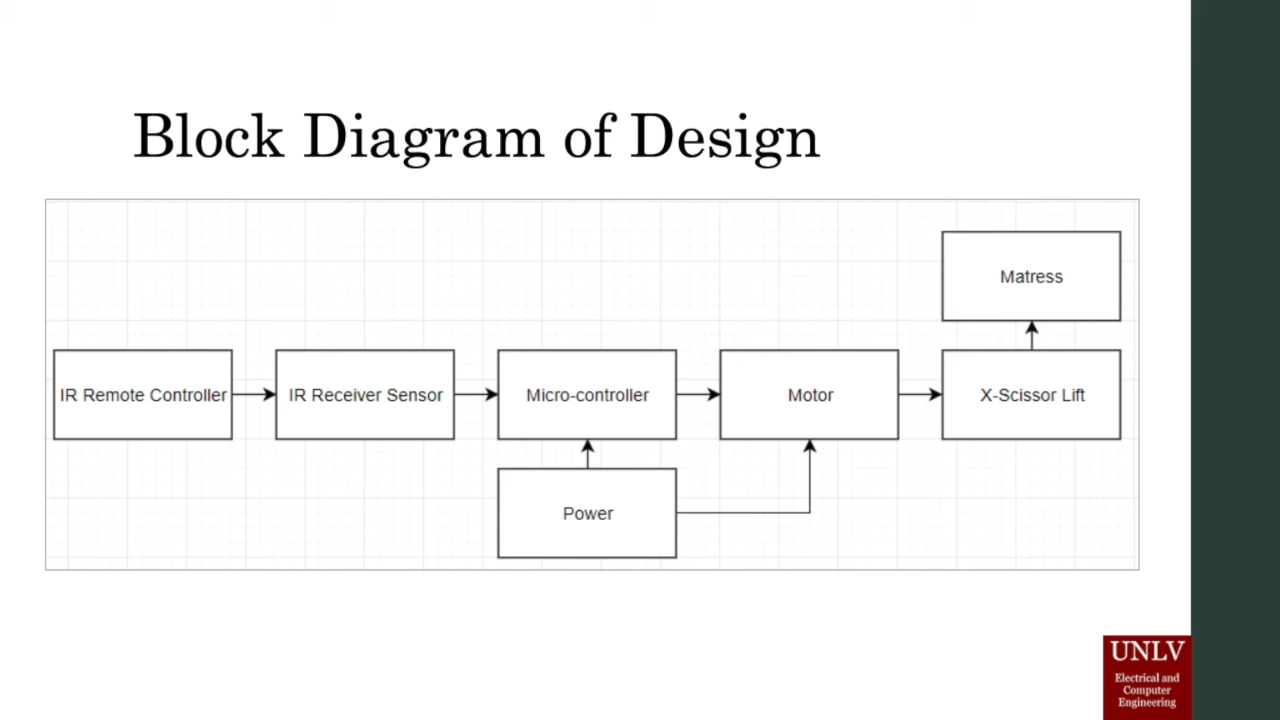 Block Diagram of Design
Matress
IR Remote Controller
IR Receiver Sensor
Micro-controller
Motor
X-Scissor Lift
Power
UNLV
Electrical and
Computer
Engineering